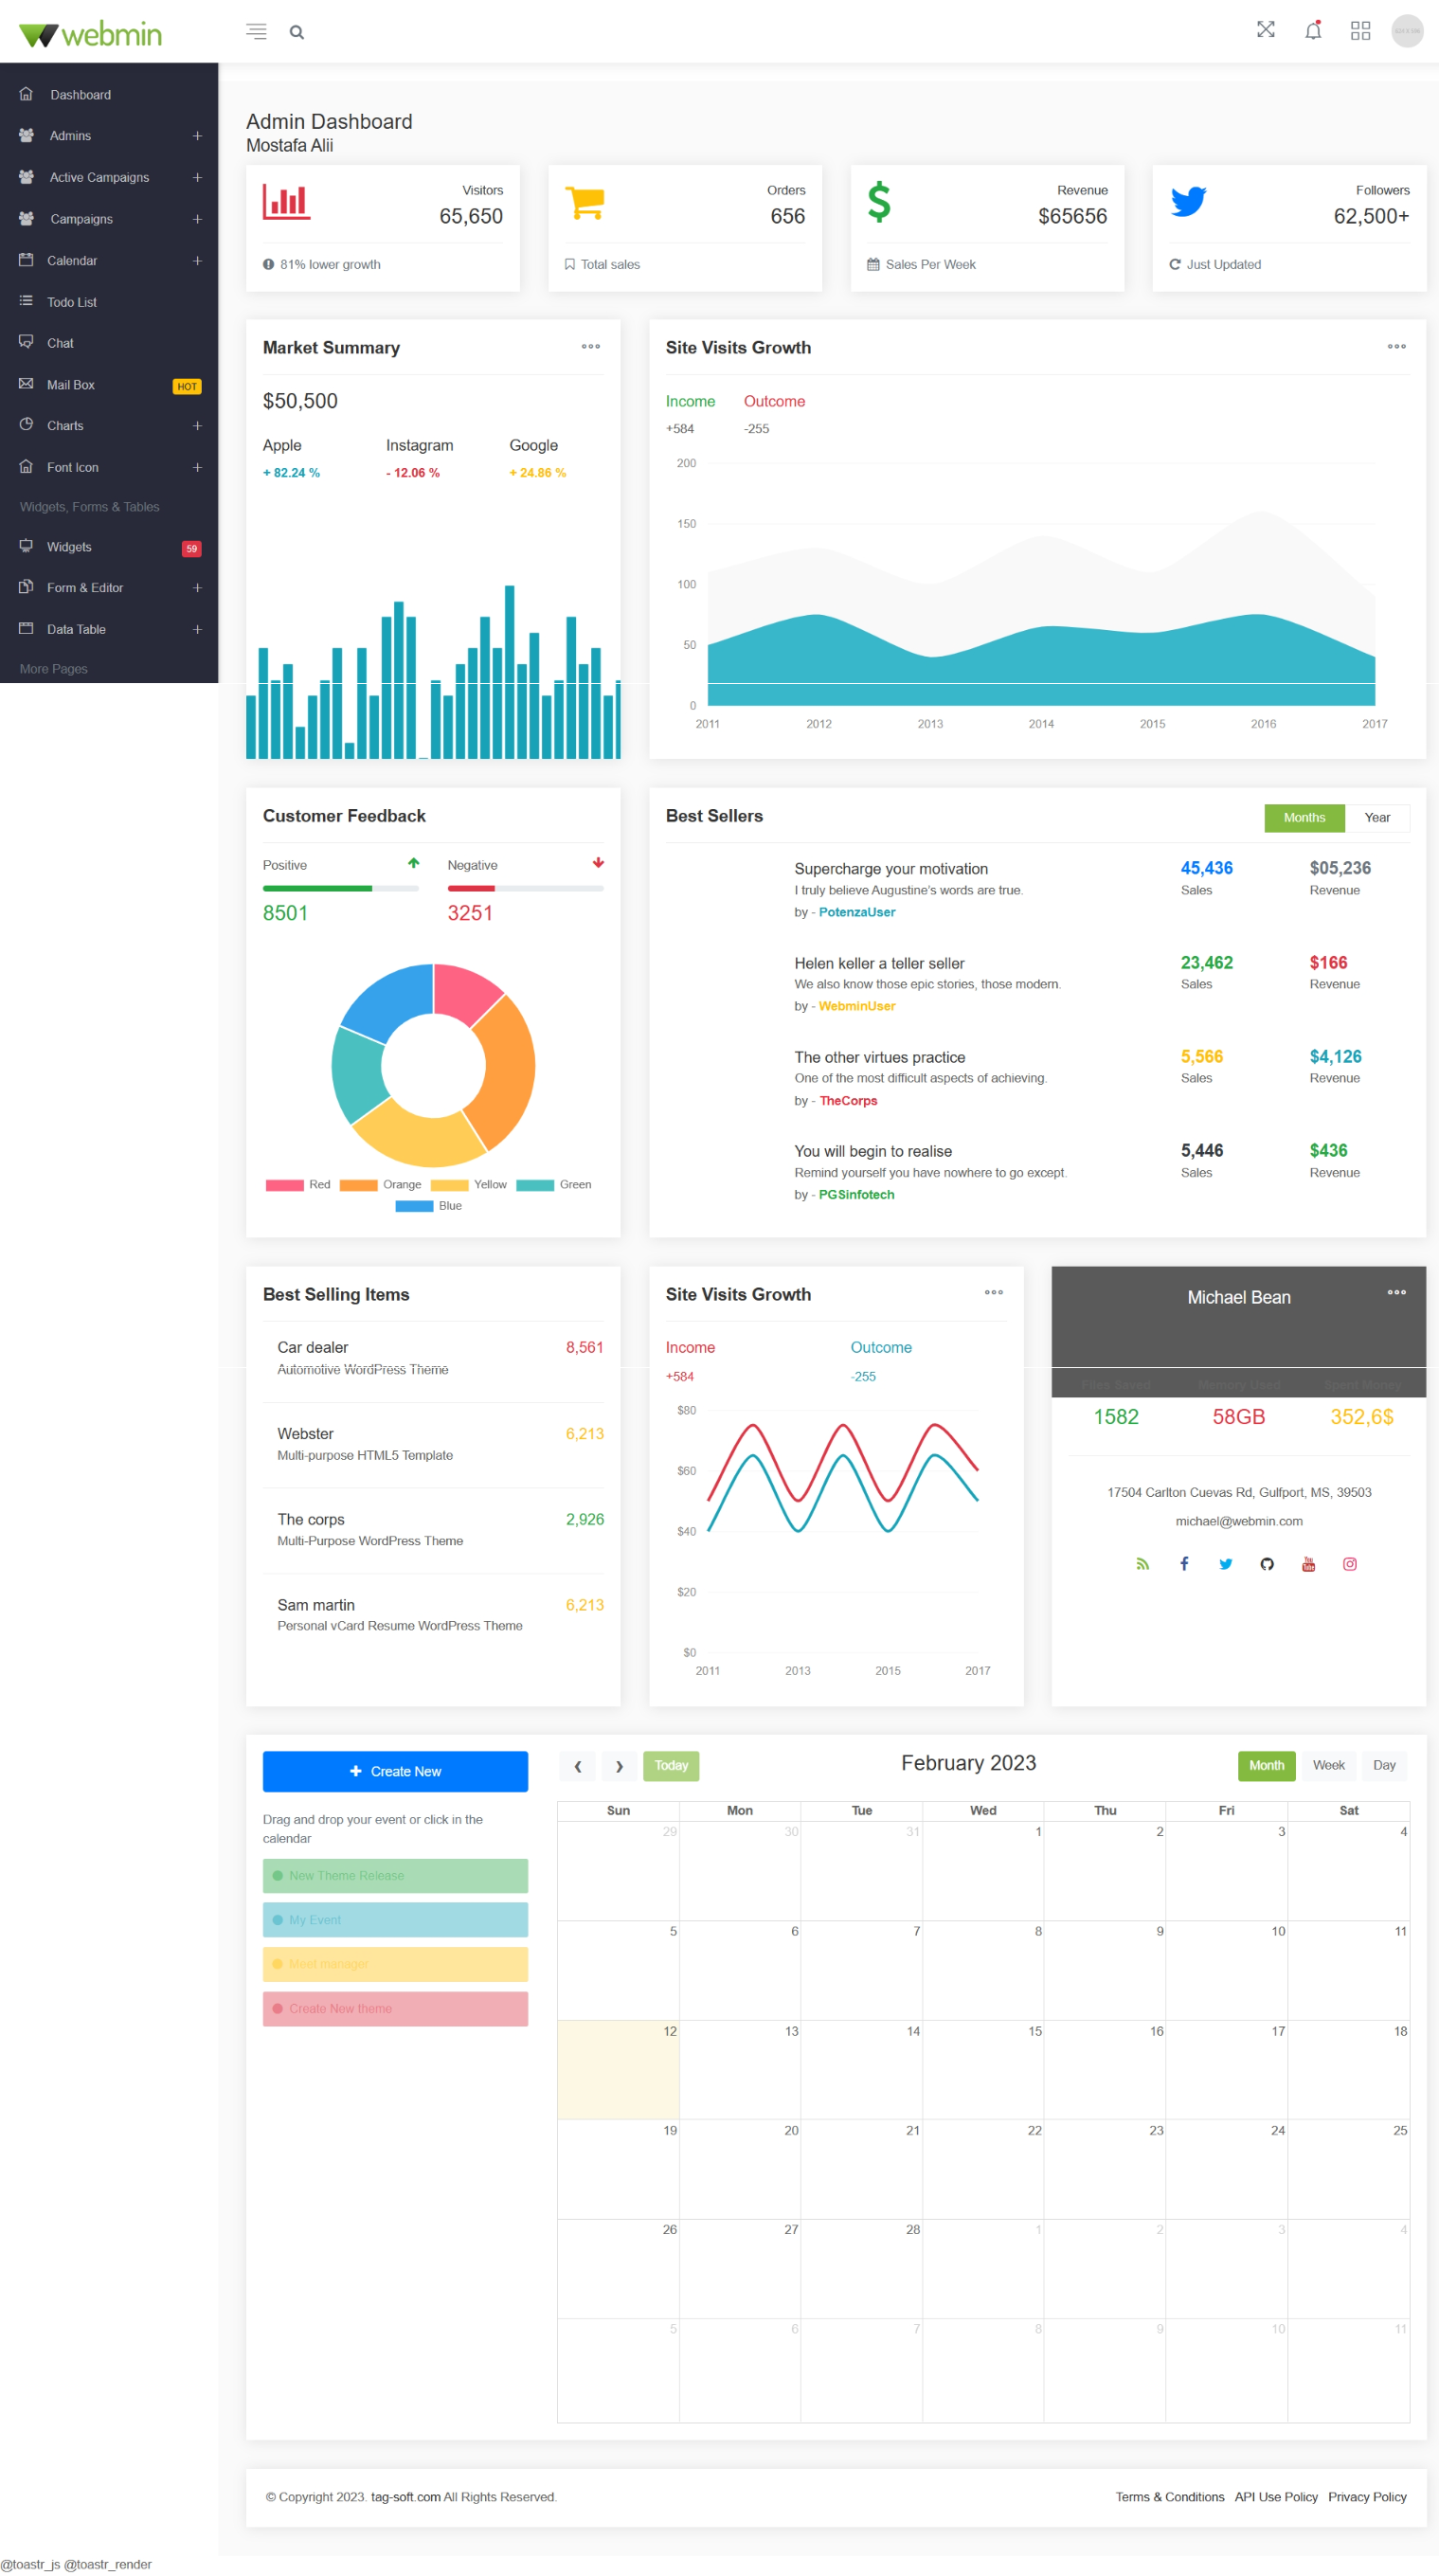 webmin
Dashboard
Admins
Active Campaigns
Campaigns
Calendar
Todo List
Chat
Mail Box HOT
Charts
Font Icon
Widgets, Forms & Tables
Widgets 59
Form & Editor
Data Table
More Pages
Admin Dashboard
Mostafa Alii
Visitors
65,650
81% lower growth
Orders
656
Total sales
Revenue
$65656
Sales Per Week
Followers
62,500+
Just Updated
Market Summary
$50,500
Apple Instagram Google
+ 82.24 % - 12.06 % + 24.86 %
Site Visits Growth
Income Outcome
+584 -255
200
150
100
50
0
2011 2012 2013 2014 2015 2016 2017
Customer Feedback
Positive Negative
8501 3251
Red Orange Yellow Green
Blue
Best Sellers Months Year
Supercharge your motivation 45,436 $05,236
I truly believe Augustine's words are true. Sales Revenue
by - PotenzaUser
Helen keller a teller seller 23,462 $166
We also know those epic stories, those modern. Sales Revenue
by - WebminUser
The other virtues practice 5,566 $4,126
One of the most difficult aspects of achieving. Sales Revenue
by - TheCorps
You will begin to realise 5,446 $436
Remind yourself you have nowhere to go except. Sales Revenue
by - PGSinfotech
Best Selling Items
Car dealer 8,561
Automotive WordPress Theme
Webster 6,213
Multi-purpose HTML5 Template
The corps 2,926
Multi-Purpose WordPress Theme
Sam martin 6,213
Personal vCard Resume WordPress Theme
Site Visits Growth
Income Outcome
+584 -255
$80
$60
$40
$20
$0
2011 2013 2015 2017
Michael Bean
Files Saved Memory Used Spent Money
1582 58GB 352,6$
17504 Carlton Cuevas Rd, Gulfport, MS, 39503
michael@webmin.com
Create New
Drag and drop your event or click in the
calendar
New Theme Release
My Event
Meet manager
Create New theme
Today February 2023 Month Week Day
Sun Mon Tue Wed Thu Fri Sat
29 30 31 1 2 3 4
5 6 7 8 9 10 11
12 13 14 15 16 17 18
19 20 21 22 23 24 25
26 27 28 1 2 3 4
5 6 7 8 9 10 11
© Copyright 2023. tag-soft.com All Rights Reserved.
Terms & Conditions API Use Policy Privacy Policy
@toastr_js @toastr_render